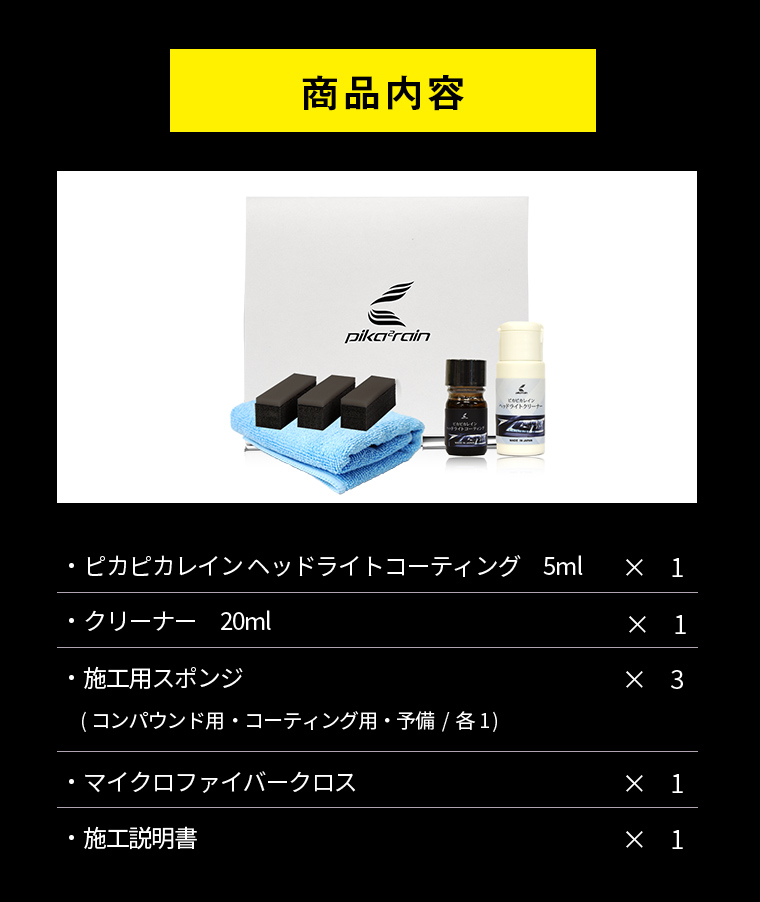 商品内容
pika²rain
ピカピカレイン
ヘッドライトコーティング
ピカピカレイン
ヘッドライトクリーナー
MADE IN JAPAN
・ピカピカレイン ヘッドライトコーティング 5ml × 1
・クリーナー 20ml × 1
・施工用スポンジ × 3
( コンパウンド用・コーティング用・予備 / 各 1 )
・マイクロファイバークロス × 1
・施工説明書 × 1